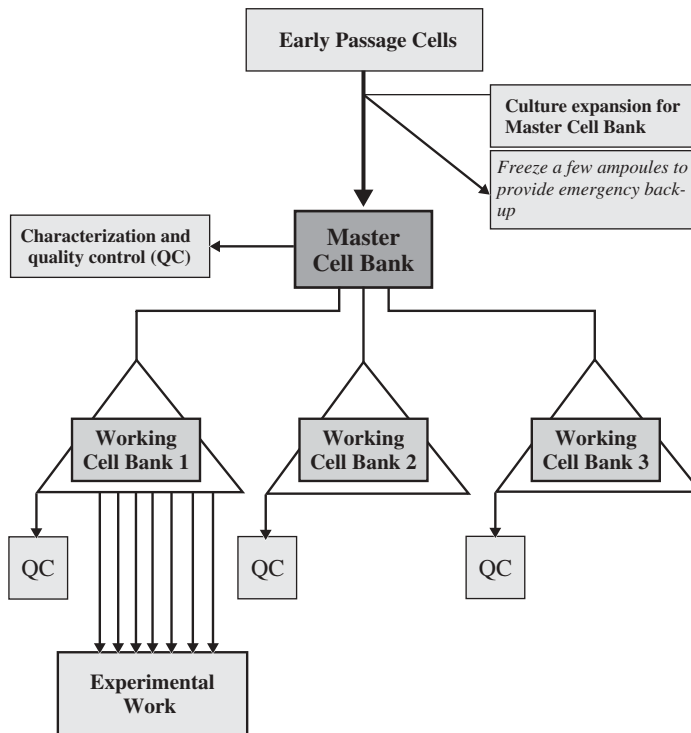 Early Passage Cells
Culture expansion for
Master Cell Bank
Freeze a few ampoules to
provide emergency back-
up
Characterization and
quality control (QC)
Master
Cell Bank
Working
Cell Bank 1
Working
Cell Bank 2
Working
Cell Bank 3
QC
QC
QC
Experimental
Work